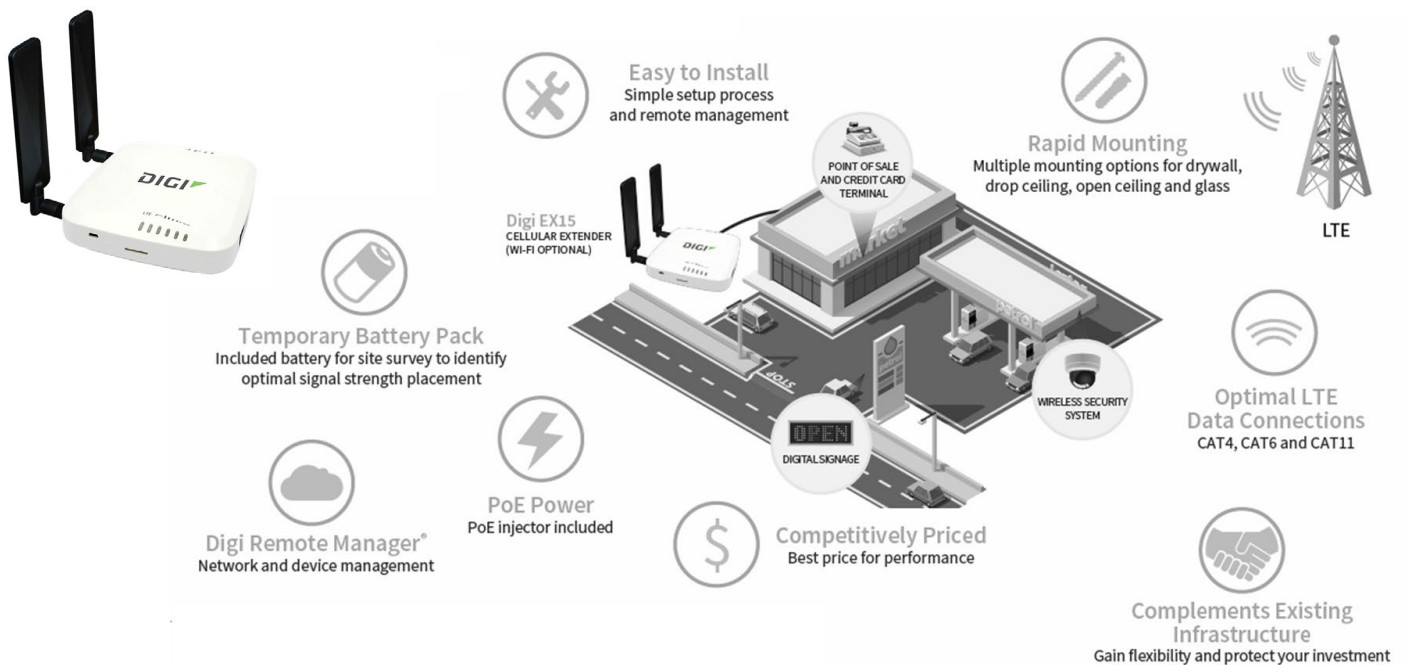 DIGI
LTE
Easy to Install
Simple setup process
and remote management
POINT OF SALE
AND CREDIT CARD
TERMINAL
Rapid Mounting
Multiple mounting options for drywall,
drop ceiling, open ceiling and glass
LTE
Digi EX15
CELLULAR EXTENDER
(WI-FI OPTIONAL)
DIGI
market
petrol
STOP
Temporary Battery Pack
Included battery for site survey to identify
optimal signal strength placement
WIRELESS SECURITY
SYSTEM
OPEN
DIGITAL SIGNAGE
Optimal LTE
Data Connections
CAT4, CAT6 and CAT11
PoE Power
PoE injector included
Digi Remote Manager®
Network and device management
Competitively Priced
Best price for performance
Complements Existing
Infrastructure
Gain flexibility and protect your investment